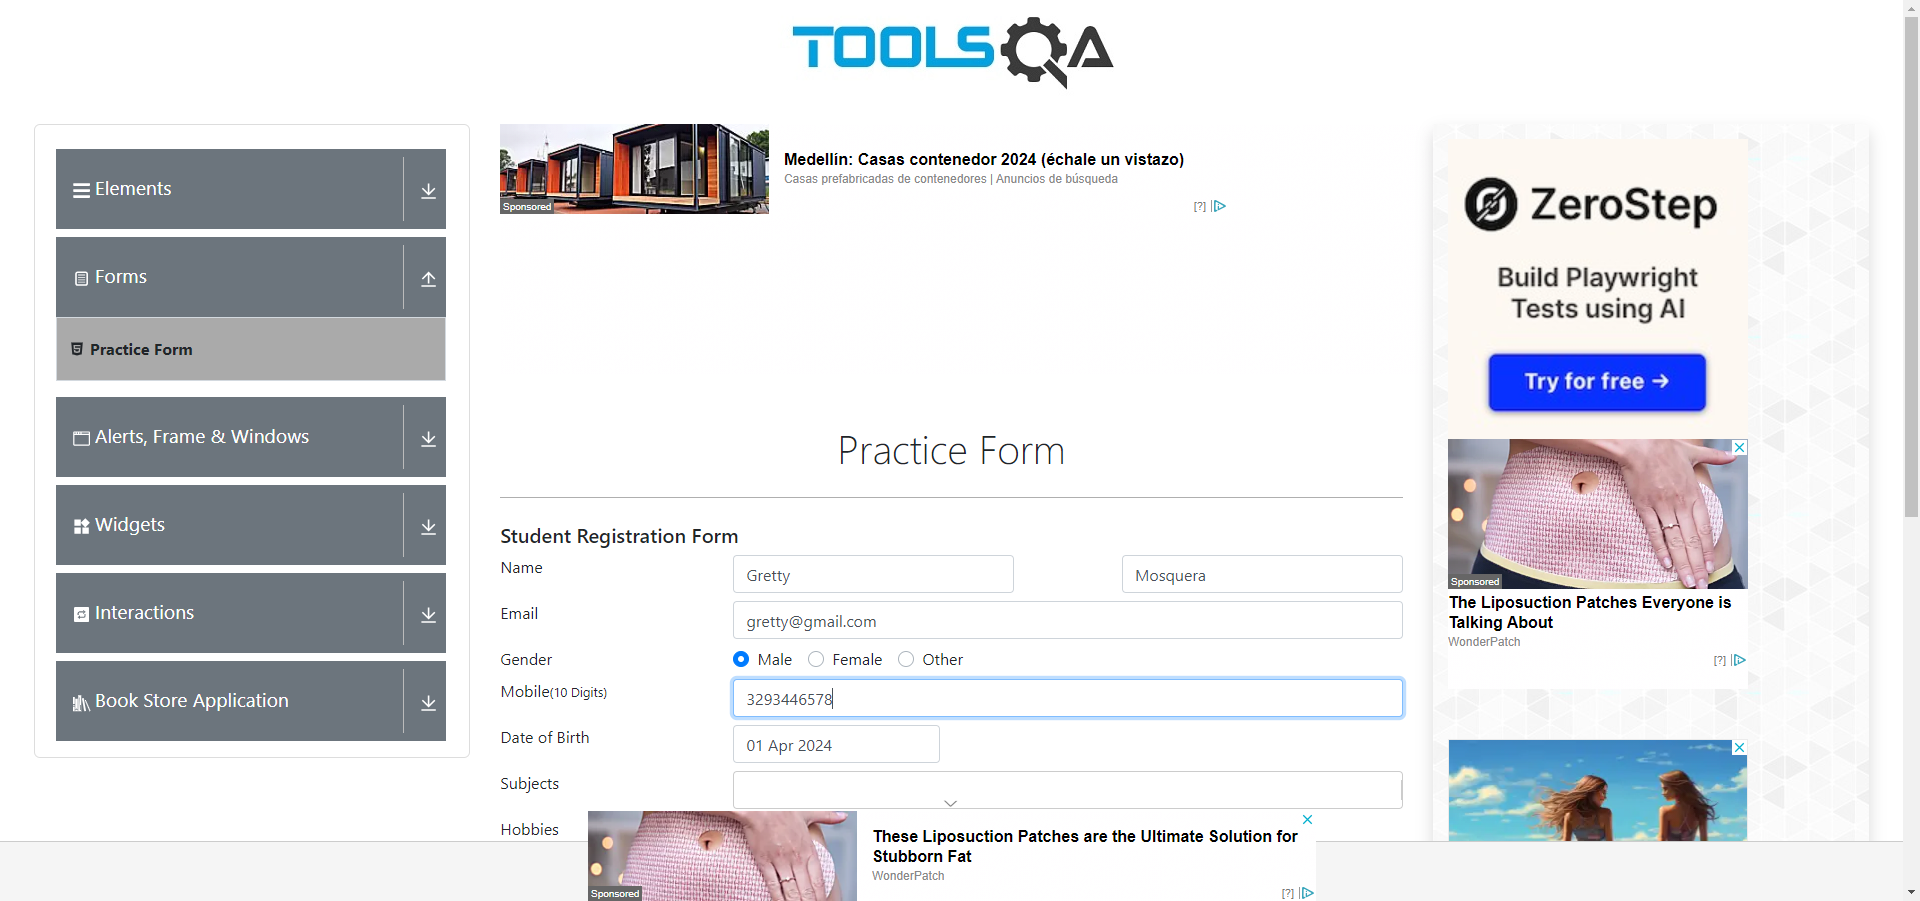 TOOLSQA
Elements
Forms
Practice Form
Alerts, Frame & Windows
Widgets
Interactions
Book Store Application
Sponsored
Medellín: Casas contenedor 2024 (échale un vistazo)
Casas prefabricadas de contenedores | Anuncios de búsqueda
[?]
Practice Form
Student Registration Form
Name
Gretty
Mosquera
Email
gretty@gmail.com
Gender
Male
Female
Other
Mobile(10 Digits)
3293446578
Date of Birth
01 Apr 2024
Subjects
Hobbies
Sponsored
These Liposuction Patches are the Ultimate Solution for
Stubborn Fat
WonderPatch
[?]
ZeroStep
Build Playwright
Tests using AI
Try for free →
Sponsored
The Liposuction Patches Everyone is
Talking About
WonderPatch
[?]